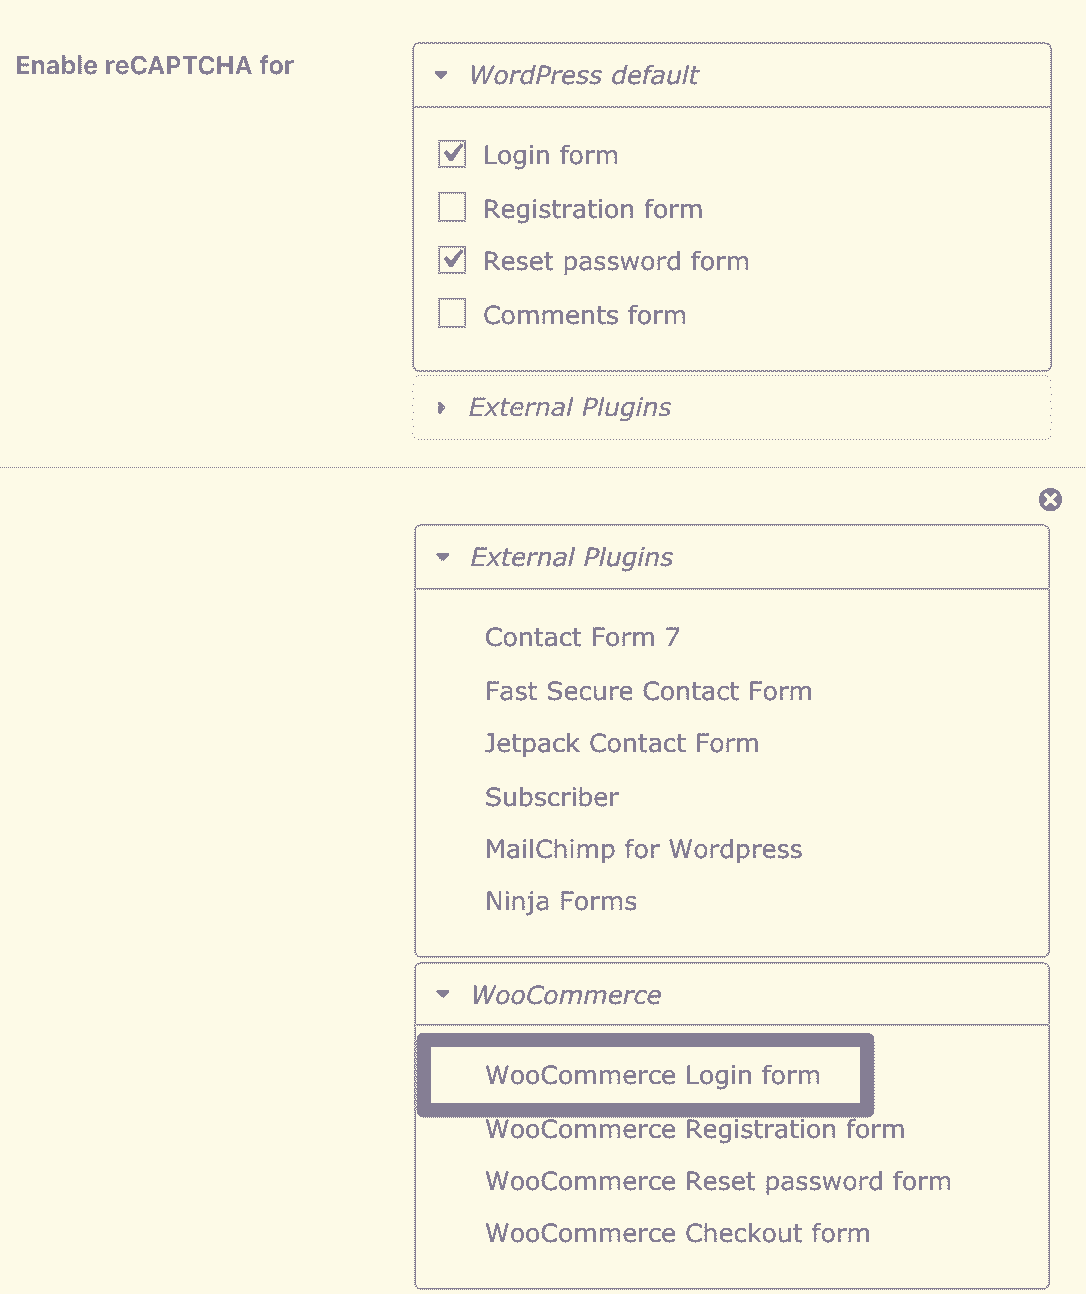 Enable reCAPTCHA for
WordPress default
Login form
Registration form
Reset password form
Comments form
External Plugins
External Plugins
Contact Form 7
Fast Secure Contact Form
Jetpack Contact Form
Subscriber
MailChimp for Wordpress
Ninja Forms
WooCommerce
WooCommerce Login form
WooCommerce Registration form
WooCommerce Reset password form
WooCommerce Checkout form